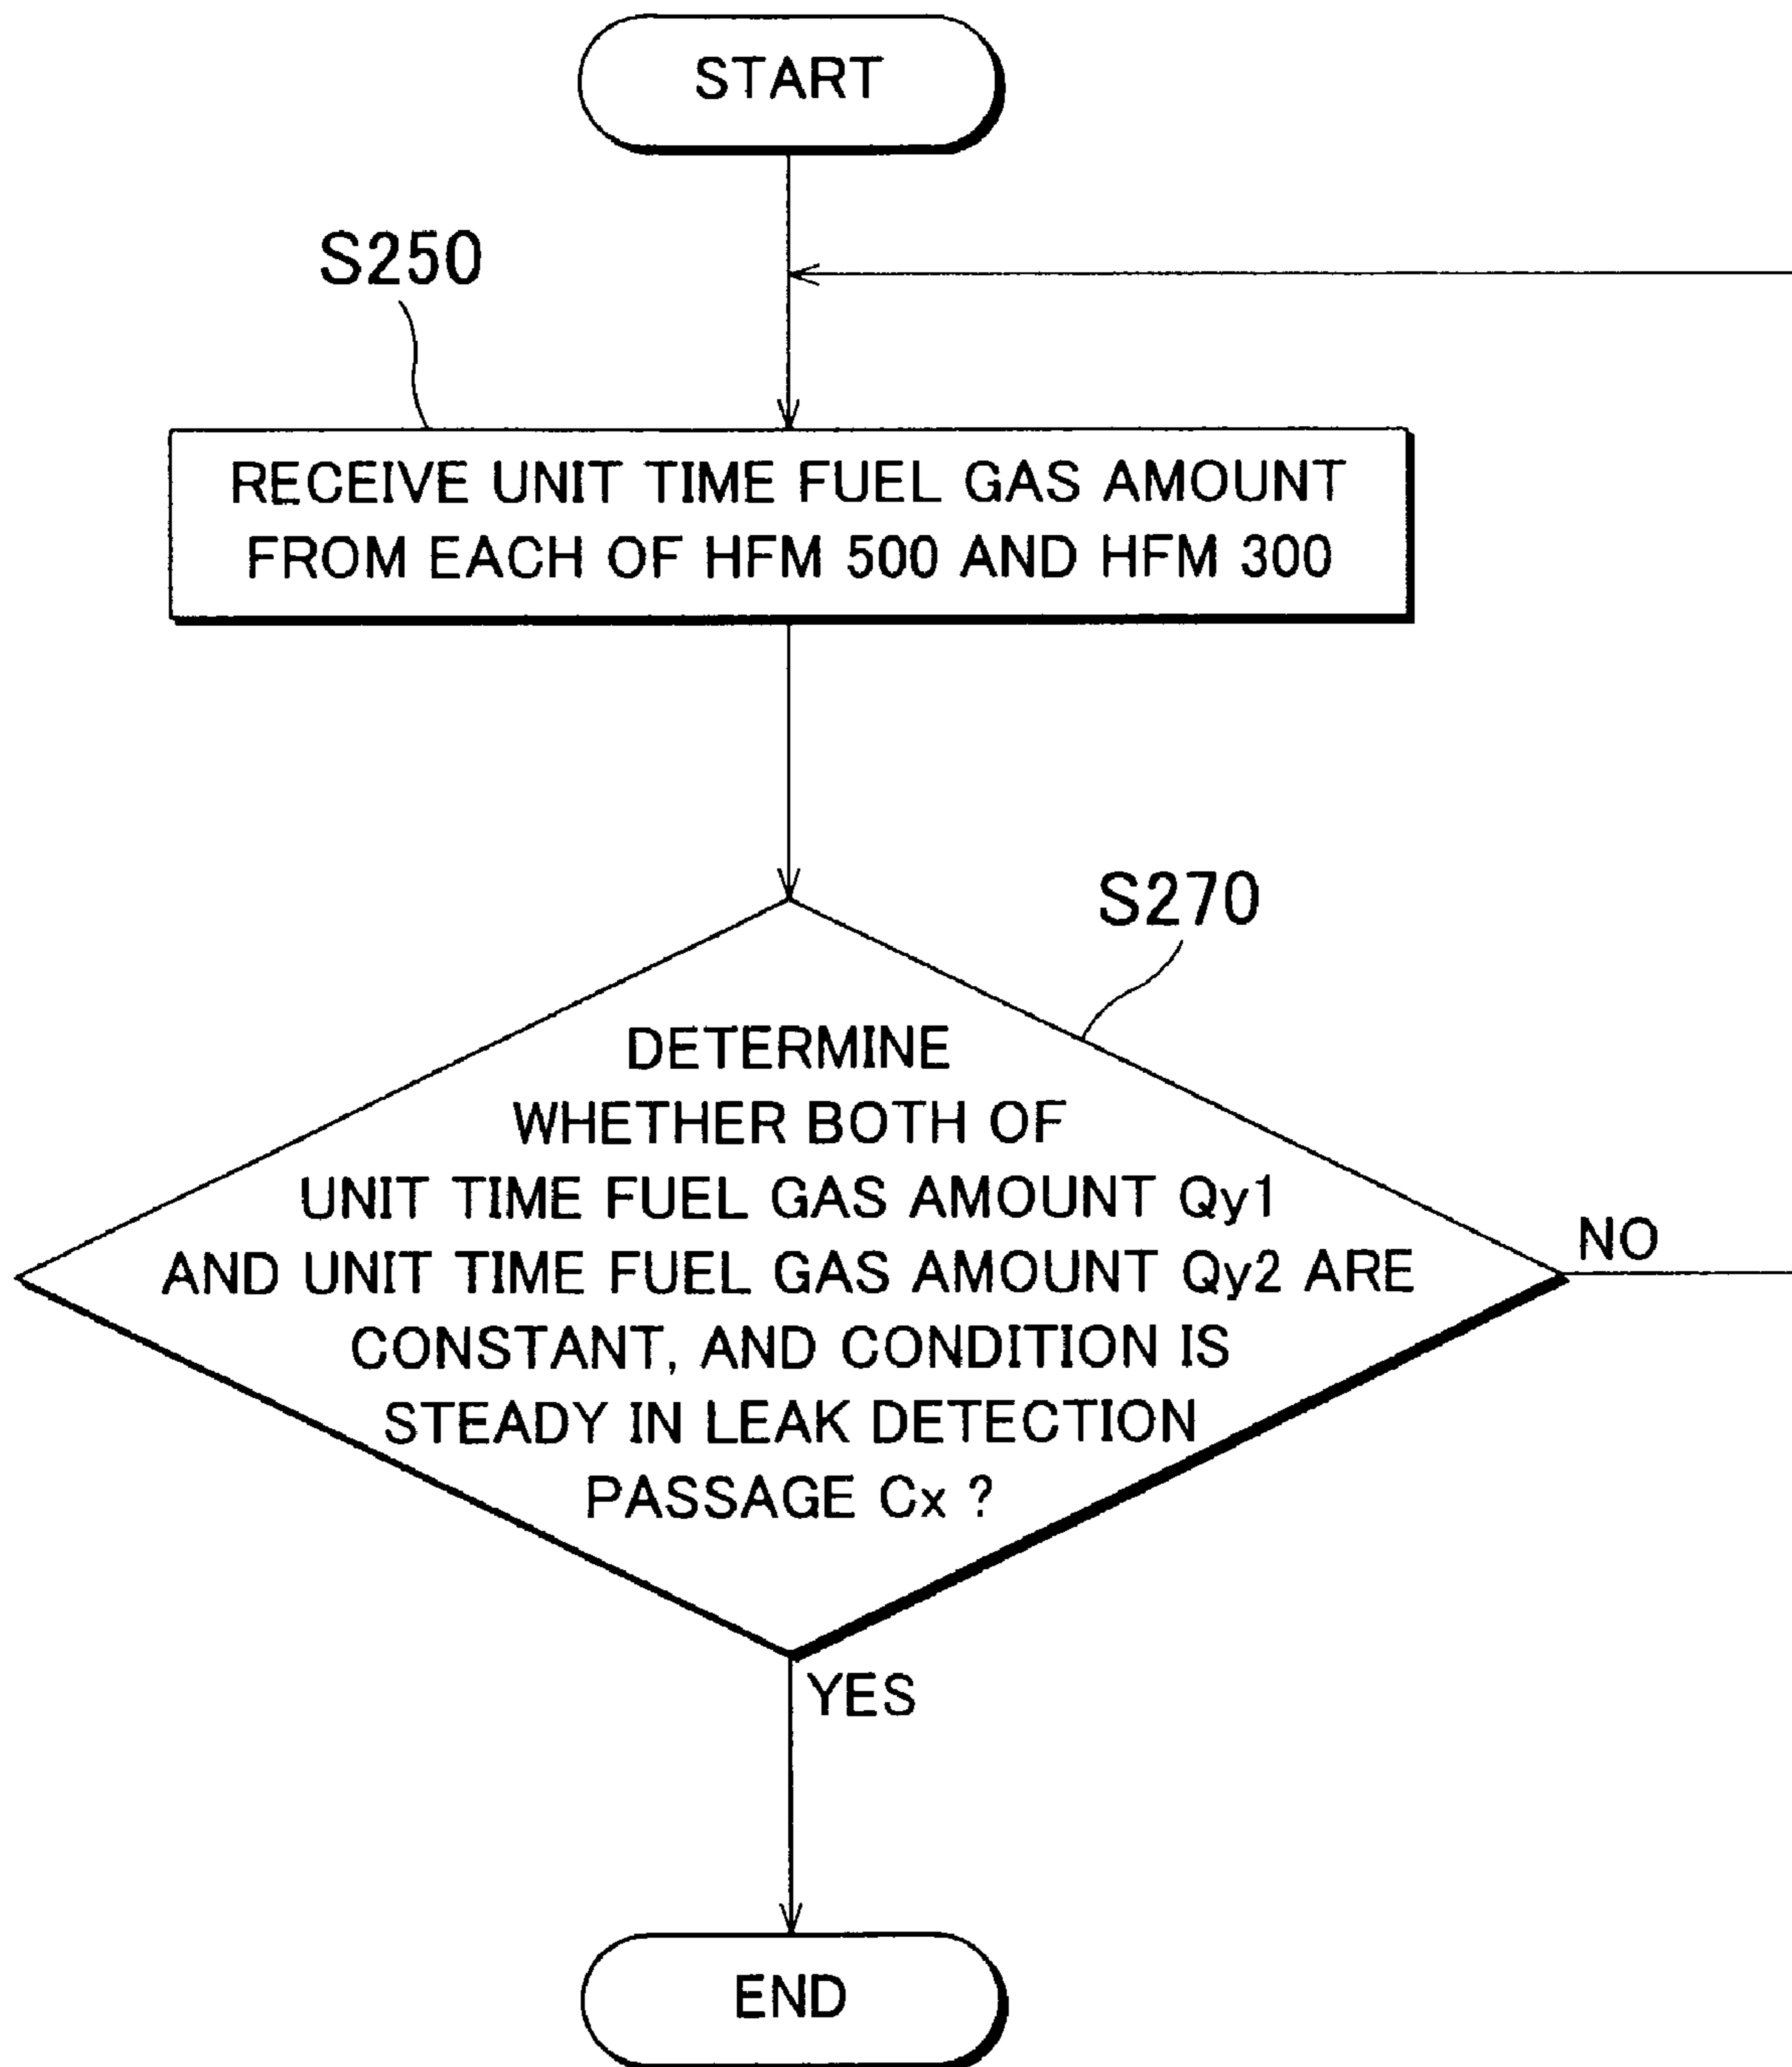 START
S250
RECEIVE UNIT TIME FUEL GAS AMOUNT
FROM EACH OF HFM 500 AND HFM 300
S270
DETERMINE
WHETHER BOTH OF
UNIT TIME FUEL GAS AMOUNT Qy1
AND UNIT TIME FUEL GAS AMOUNT Qy2 ARE
CONSTANT, AND CONDITION IS
STEADY IN LEAK DETECTION
PASSAGE Cx ?
NO
YES
END